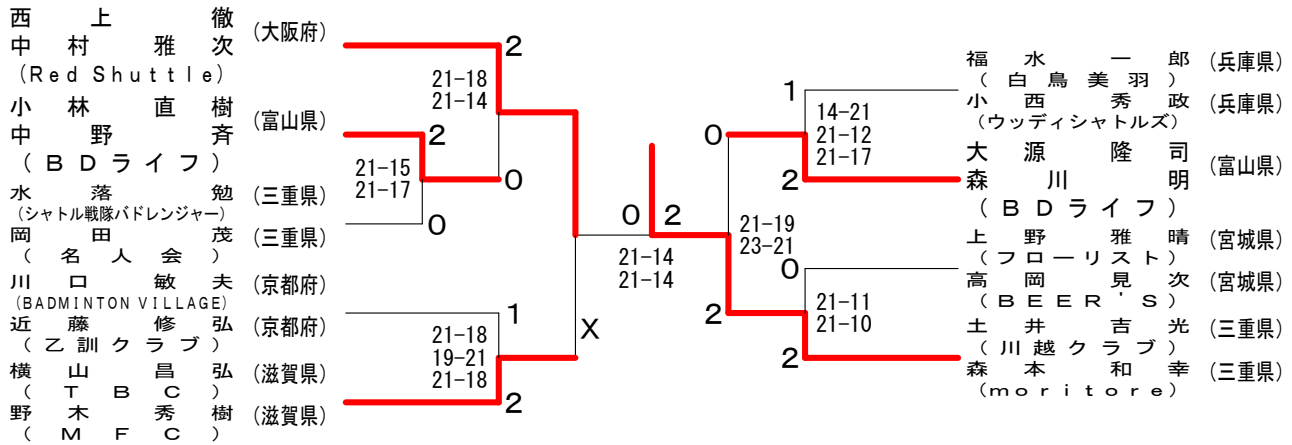 西上徹
中村雅次
(Red Shuttle)
(大阪府)
小林直樹
中野斉
(BDライフ)
(富山県)
水落勉
(シャトル戦隊バドレンジャー)
(三重県)
岡田茂
(名人会)
(三重県)
川口敏夫
(BADMINTON VILLAGE)
(京都府)
近藤修弘
(乙訓クラブ)
(京都府)
横山昌弘
(TBC)
(滋賀県)
野木秀樹
(MFC)
(滋賀県)
2
21-18
21-14
2
21-15
21-17
0
0
1
21-18
19-21
21-18
2
X
0 2
21-14
21-14
0
21-19
23-21
2
1
14-21
21-12
21-17
2
0
21-11
21-10
2
福水一郎
(白鳥美羽)
(兵庫県)
小西秀政
(ウッディシャトルズ)
(兵庫県)
大源隆司
森川明
(BDライフ)
(富山県)
上野雅晴
(フローリスト)
(宮城県)
高岡見次
(BEER'S)
(宮城県)
土井吉光
(川越クラブ)
(三重県)
森本和幸
(moritore)
(三重県)